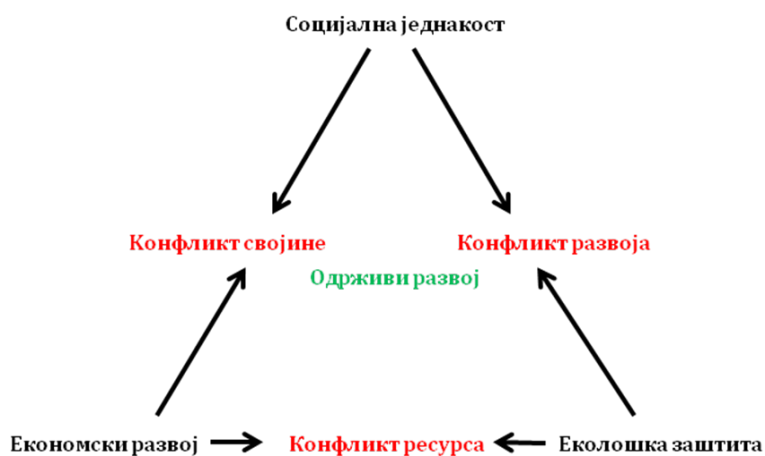 Социјална једнакост
Конфликт својине
Конфликт развоја
Одрживи развој
Економски развој
Конфликт ресурса
Еколошка заштита